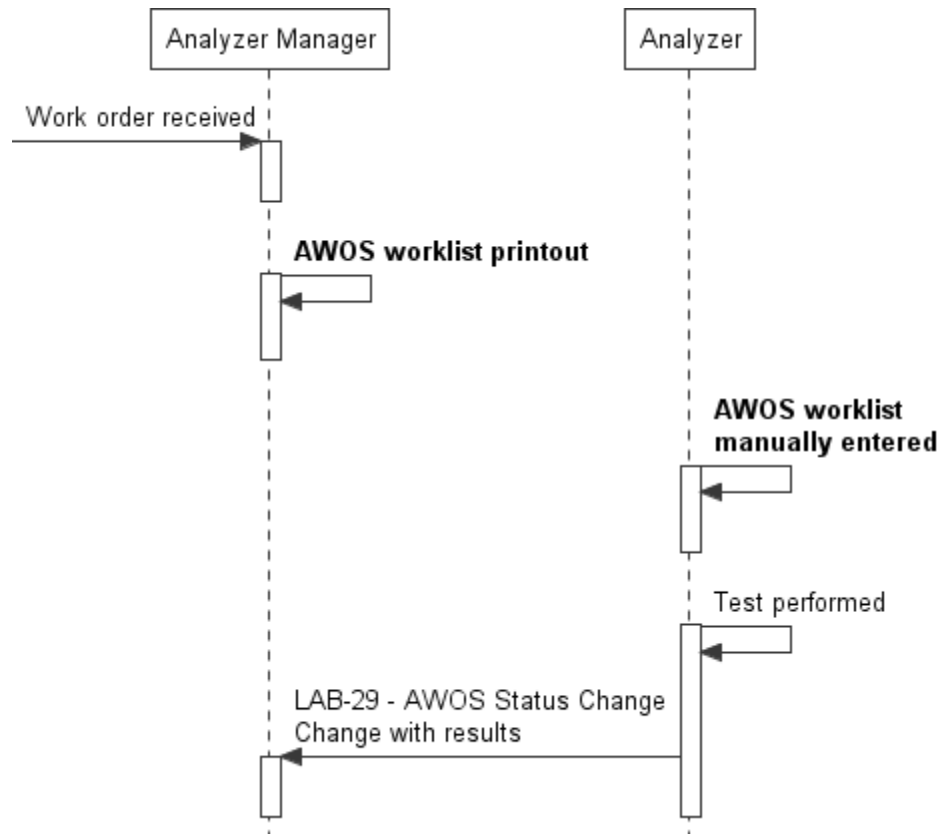 Analyzer Manager
Analyzer
Work order received
AWOS worklist printout
AWOS worklist
manually entered
Test performed
LAB-29 - AWOS Status Change
Change with results